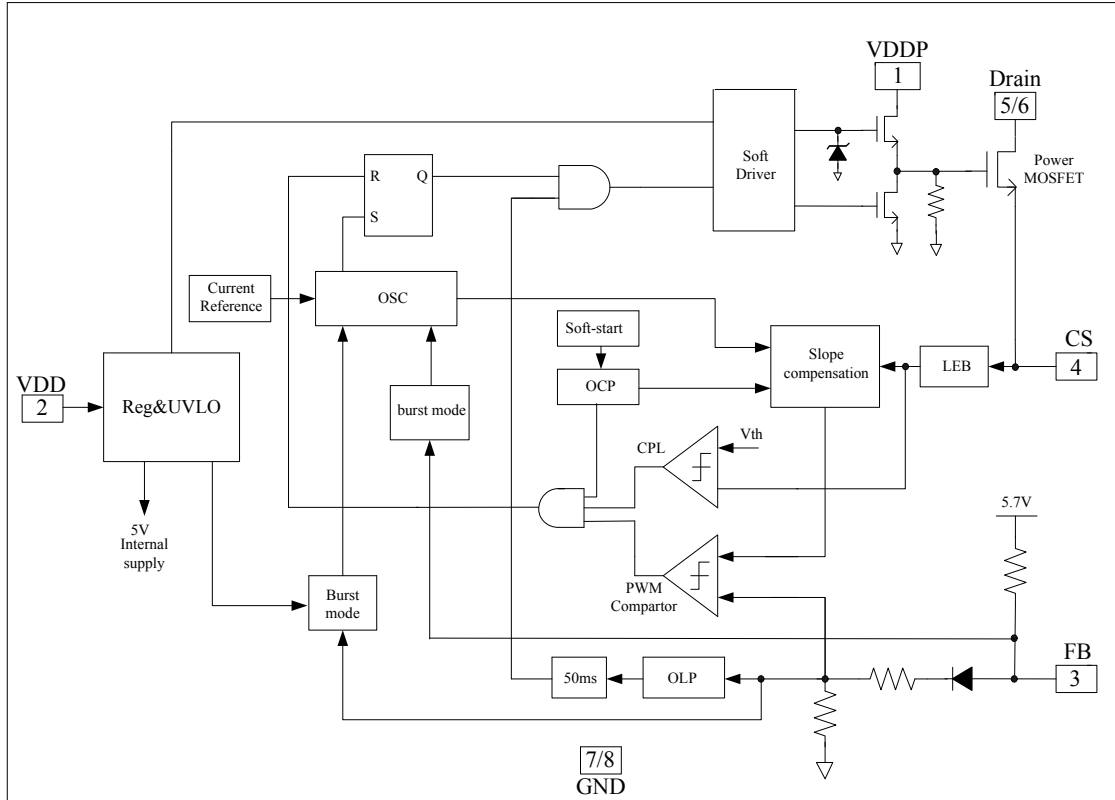 VDDP
1
Drain
5/6
Soft
Driver
Power
MOSFET
R
Q
S
Current
Reference
OSC
Soft-start
Slope
compensation
LEB
CS
4
VDD
2
Reg&UVLO
burst mode
OCP
CPL
Vth
5V
Internal
supply
5.7V
Burst
mode
PWM
Compartor
50ms
OLP
FB
3
7/8
GND